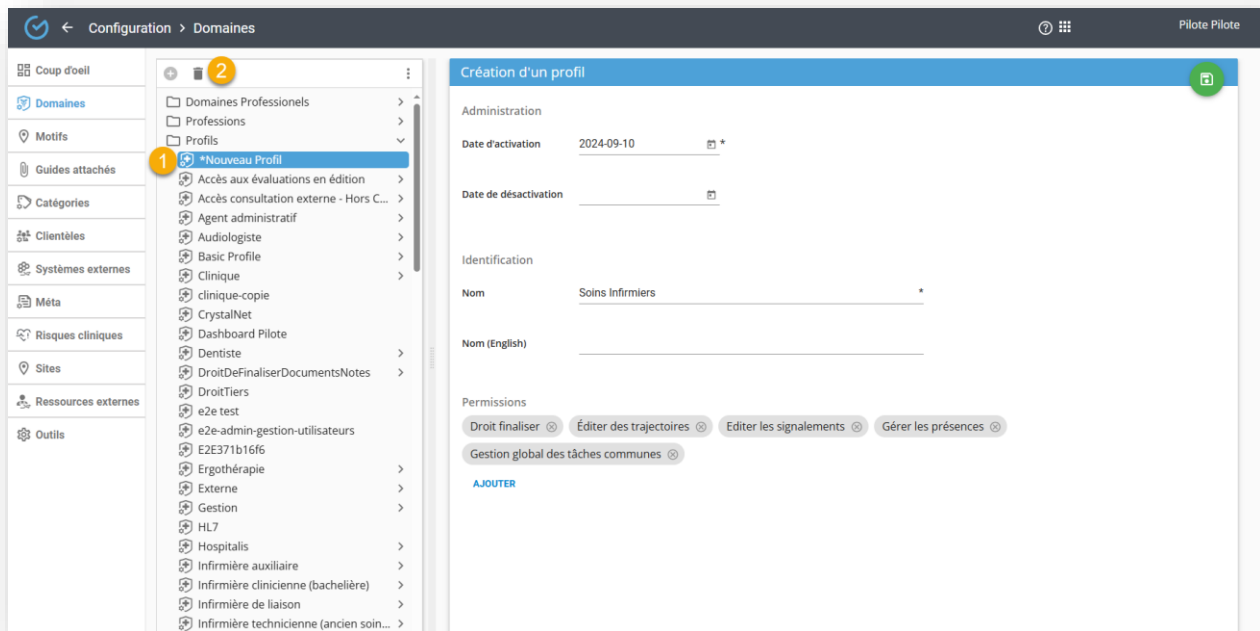 Configuration > Domaines
Pilote Pilote
Coup d'oeil
Domaines
Motifs
Guides attachés
Catégories
Clientèles
Systèmes externes
Méta
Risques cliniques
Sites
Ressources externes
Outils
2
Domaines Professionels
Professions
Profils
1
*Nouveau Profil
Accès aux évaluations en édition
Accès consultation externe - Hors C...
Agent administratif
Audiologiste
Basic Profile
Clinique
clinique-copie
CrystalNet
Dashboard Pilote
Dentiste
DroitDeFinaliserDocumentsNotes
DroitTiers
e2e test
e2e-admin-gestion-utilisateurs
E2E371b16f6
Ergothérapie
Externe
Gestion
HL7
Hospitalis
Infirmière auxiliaire
Infirmière clinicienne (bachelière)
Infirmière de liaison
Infirmière technicienne (ancien soin...
Création d'un profil
Administration
Date d'activation 2024-09-10 *
Date de désactivation
Identification
Nom Soins Infirmiers *
Nom (English)
Permissions
Droit finaliser Éditer des trajectoires Editer les signalements Gérer les présences
Gestion global des tâches communes
AJOUTER